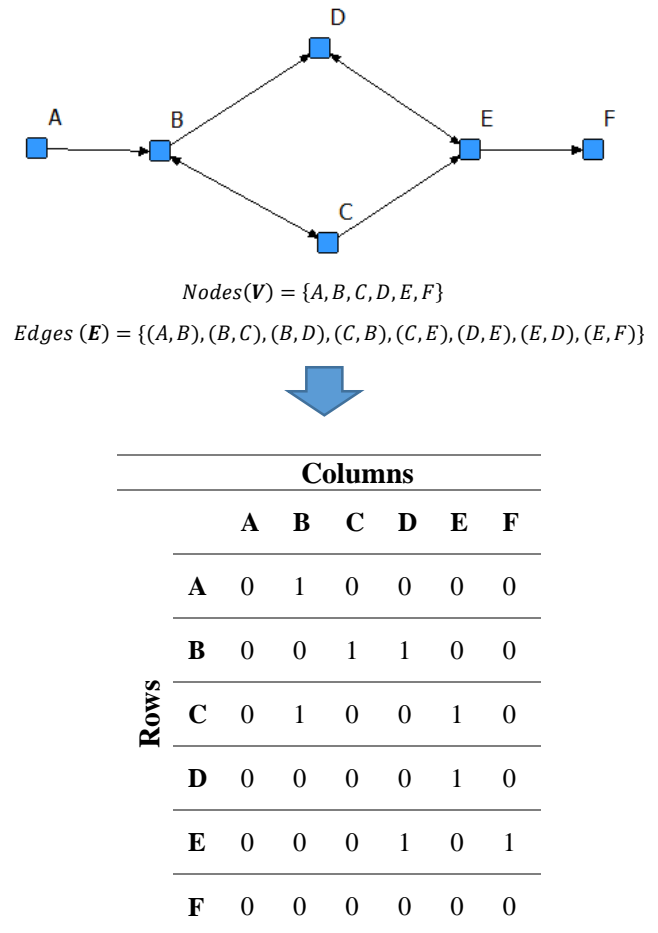 D
A
B
E
F
C
Nodes(V) = {A, B, C, D, E, F}
Edges (E) = {(A, B), (B, C), (B, D), (C, B), (C, E), (D, E), (E, D), (E, F)}
Columns
A B C D E F
Rows
A 0 1 0 0 0 0
B 0 0 1 1 0 0
C 0 1 0 0 1 0
D 0 0 0 0 1 0
E 0 0 0 1 0 1
F 0 0 0 0 0 0